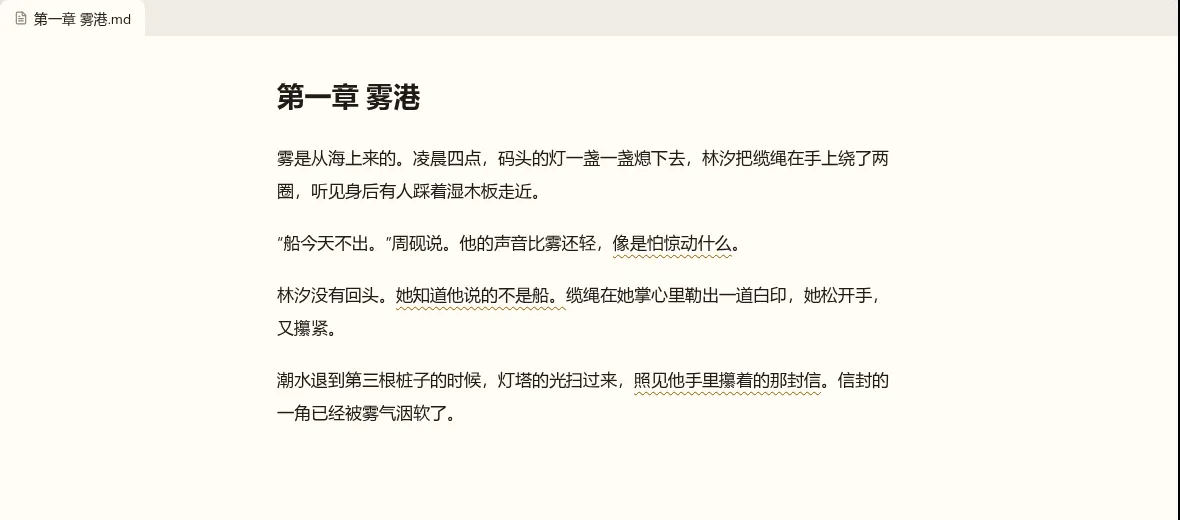 第一章 雾港.md
第一章 雾港
雾是从海上来的。凌晨四点，码头的灯一盏一盏熄下去，林汐把缆绳在手上绕了两
圈，听见身后有人踩着湿木板走近。
“船今天不出。”周砚说。他的声音比雾还轻，像是怕惊动什么。
林汐没有回头。她知道他说的不是船。缆绳在她掌心里勒出一道白印，她松开手，
又攥紧。
潮水退到第三根桩子的时候，灯塔的光扫过来，照见他手里攥着的那封信。信封的
一角已经被雾气洇软了。